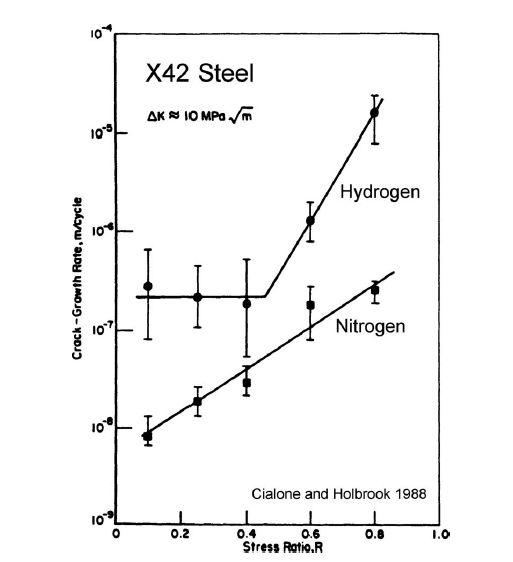 10⁻⁴
X42 Steel
ΔK ≈ 10 MPa √m
10⁻⁵
Hydrogen
10⁻⁶
Crack-Growth Rate, m/cycle
10⁻⁷
Nitrogen
10⁻⁸
Cialone and Holbrook 1988
10⁻⁹
0 0.2 0.4 0.6 0.8 1.0
Stress Ratio, R